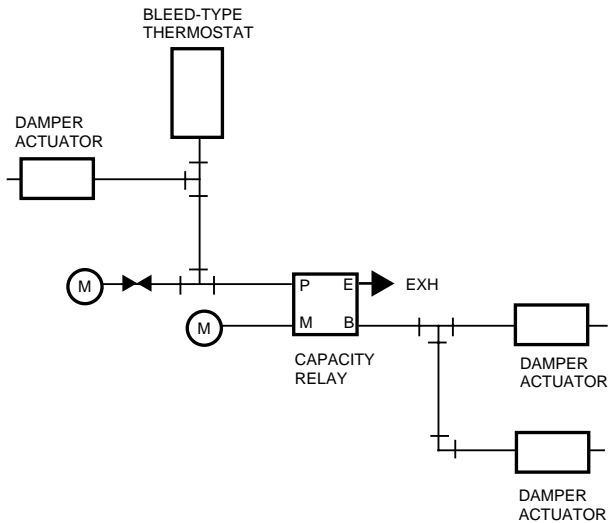 BLEED-TYPE
THERMOSTAT
DAMPER
ACTUATOR
M
P
E
EXH
M
M
B
CAPACITY
RELAY
DAMPER
ACTUATOR
DAMPER
ACTUATOR